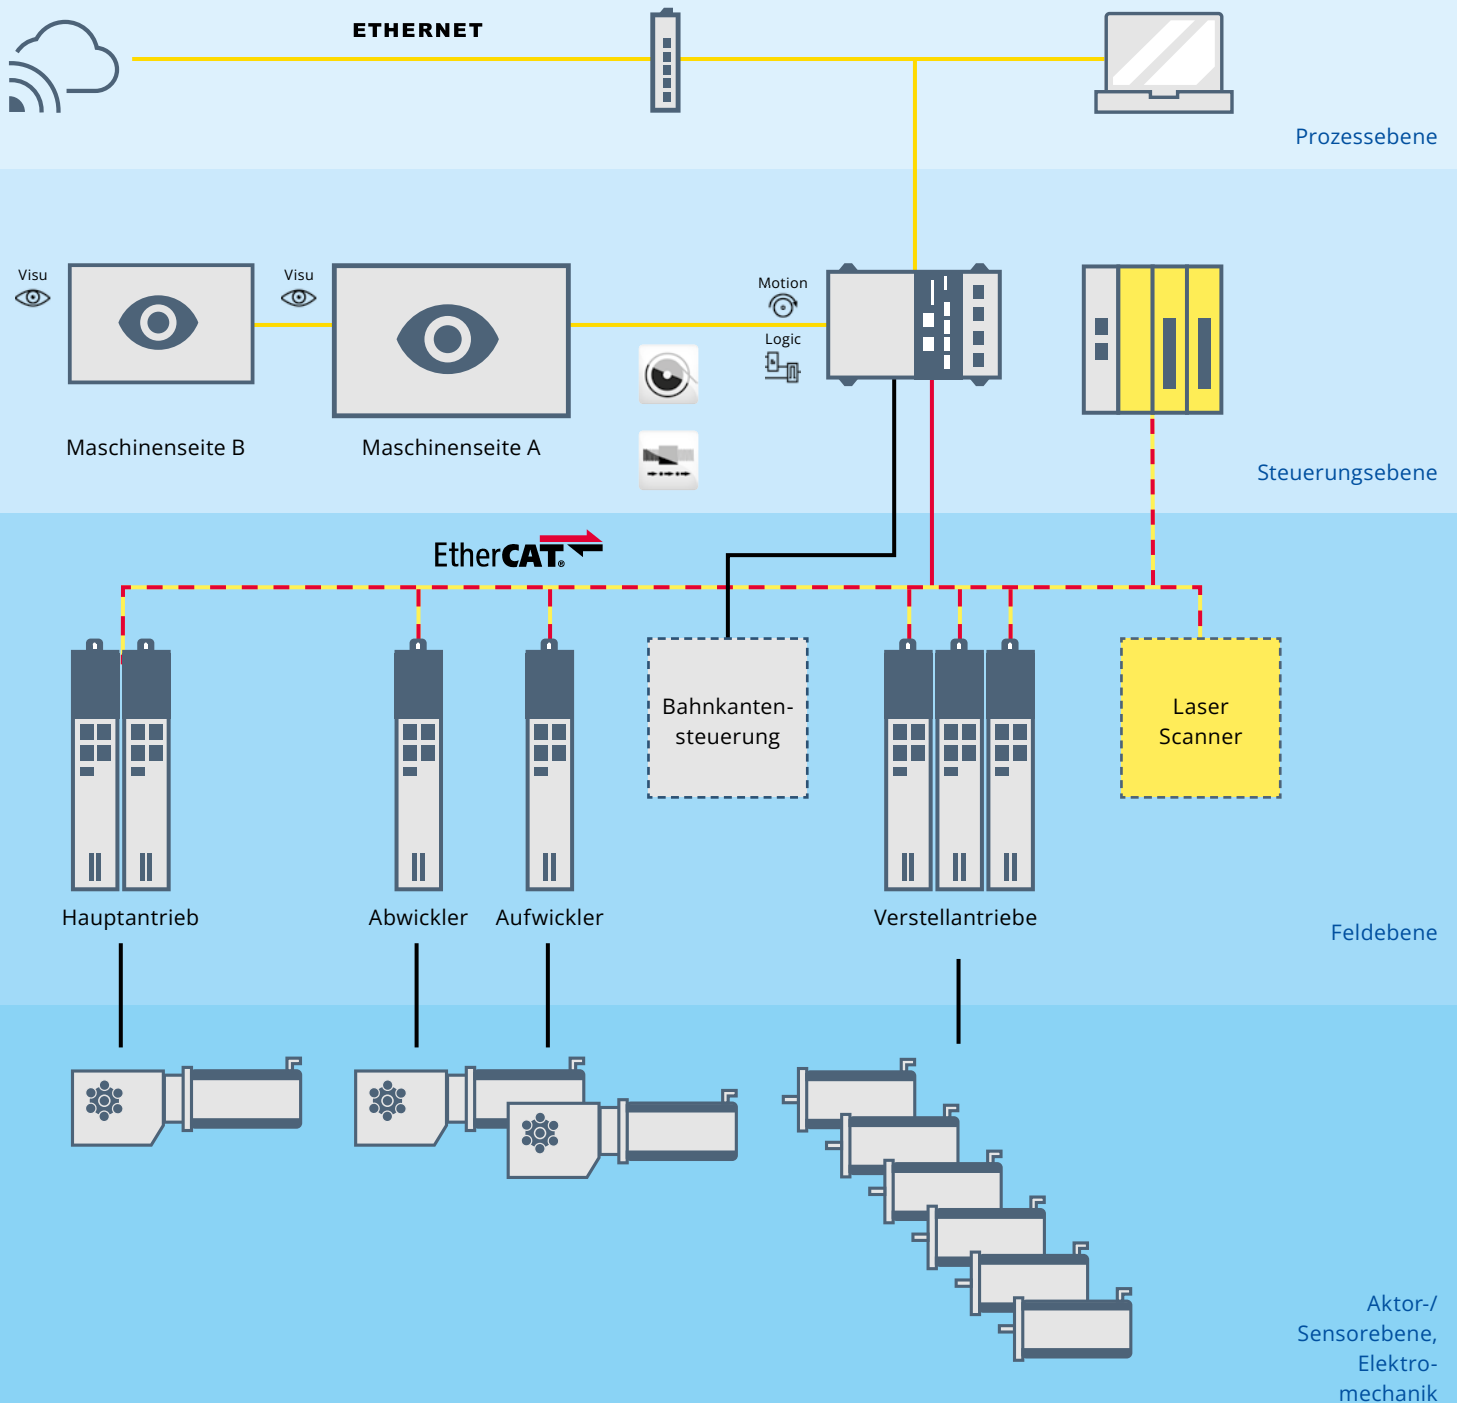 ETHERNET
Prozessebene
Visu
Visu
Motion
Logic
Maschinenseite B
Maschinenseite A
Steuerungsebene
EtherCAT®
Bahnkanten-
steuerung
Laser
Scanner
Hauptantrieb
Abwickler
Aufwickler
Verstellantriebe
Feldebene
Aktor-/
Sensorebene,
Elektro-
mechanik